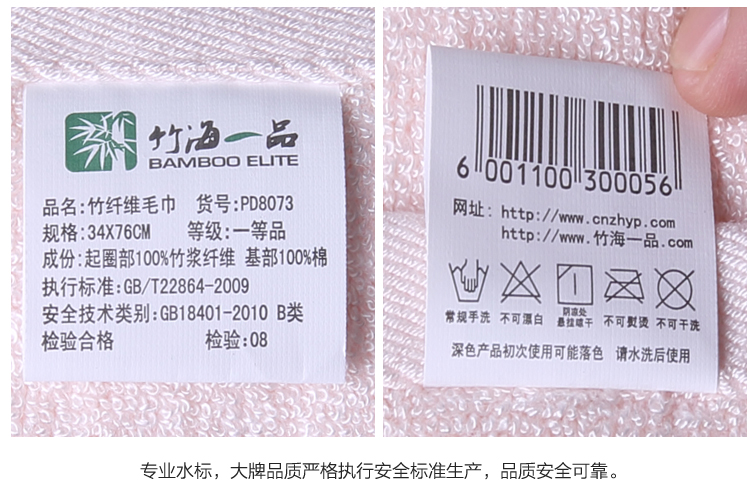 竹海一品
BAMBOO ELITE
品名:竹纤维毛巾 货号:PD8073
规格:34X76CM 等级:一等品
成份:起圈部100%竹浆纤维 基部100%棉
执行标准:GB/T22864-2009
安全技术类别:GB18401-2010 B类
检验合格 检验:08
6 001100 300056
网址: http://www.cnzhyp.com
http://www.竹海一品.com
常规手洗 不可漂白 阴凉处悬挂晾干 不可熨烫 不可干洗
深色产品初次使用可能落色 请水洗后使用
专业水标，大牌品质严格执行安全标准生产，品质安全可靠。